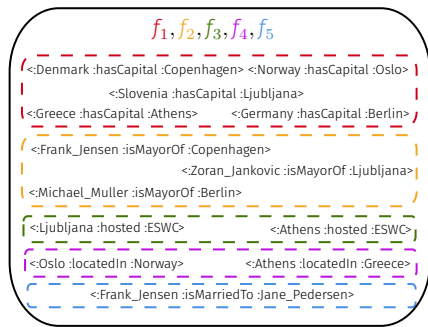 f1,f2,f3,f4,f5
<:Denmark :hasCapital :Copenhagen> <:Norway :hasCapital :Oslo>
<:Slovenia :hasCapital :Ljubljana>
<:Greece :hasCapital :Athens> <:Germany :hasCapital :Berlin>
<:Frank_Jensen :isMayorOf :Copenhagen>
<:Zoran_Jankovic :isMayorOf :Ljubljana>
<:Michael_Muller :isMayorOf :Berlin>
<:Ljubljana :hosted :ESWC> <:Athens :hosted :ESWC>
<:Oslo :locatedIn :Norway> <:Athens :locatedIn :Greece>
<:Frank_Jensen :isMarriedTo :Jane_Pedersen>